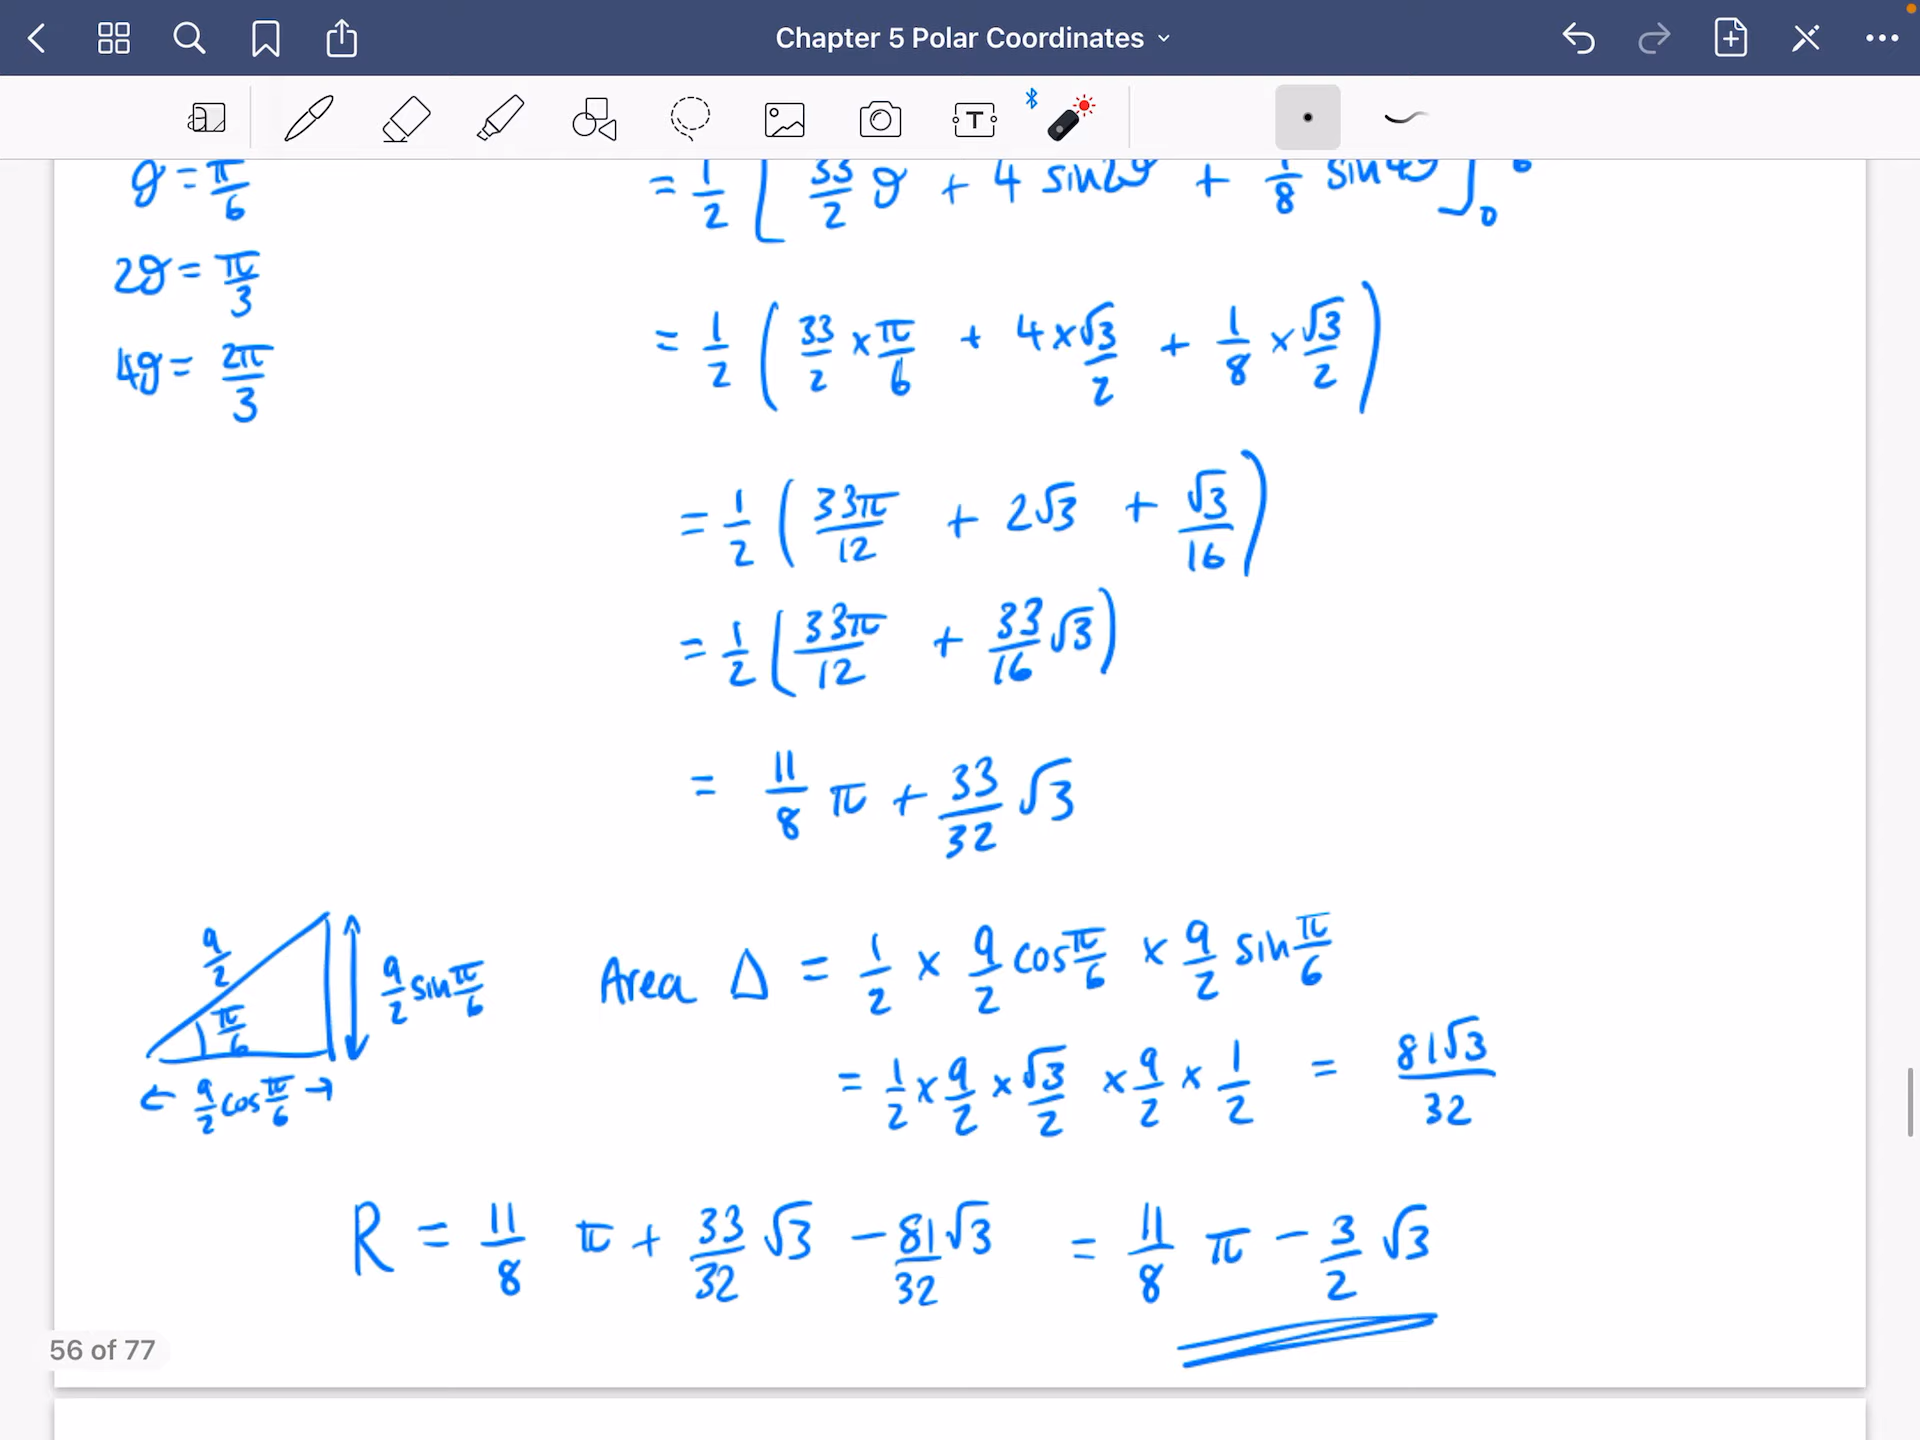 Chapter 5 Polar Coordinates
T
θ = π/6
= 1/2 [ 33/2 θ + 4 sin2θ + 1/8 sin4θ ]₀
2θ = π/3
= 1/2 ( 33/2 × π/6 + 4 × √3/2 + 1/8 × √3/2 )
4θ = 2π/3
= 1/2 ( 33π/12 + 2√3 + √3/16 )
= 1/2 ( 33π/12 + 33/16 √3 )
= 11/8 π + 33/32 √3
9/2
π/6
9/2 sin π/6
← 9/2 cos π/6 →
Area Δ = 1/2 × 9/2 cos π/6 × 9/2 sin π/6
= 1/2 × 9/2 × √3/2 × 9/2 × 1/2 = 81√3/32
R = 11/8 π + 33/32 √3 - 81√3/32 = 11/8 π - 3/2 √3
56 of 77